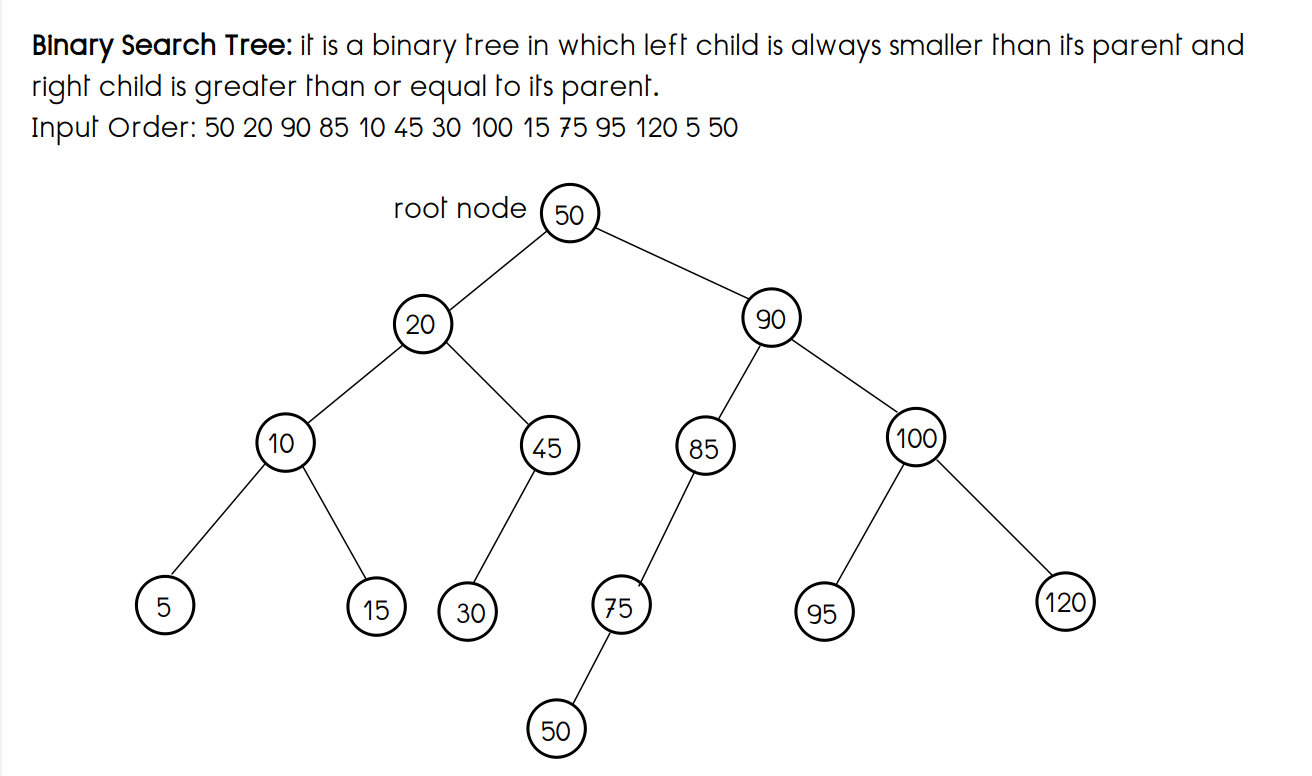 Binary Search Tree: it is a binary tree in which left child is always smaller than its parent and
right child is greater than or equal to its parent.
Input Order: 50 20 90 85 10 45 30 100 15 75 95 120 5 50
root node 50
20 90
10 45 85 100
5 15 30 75 95 120
50